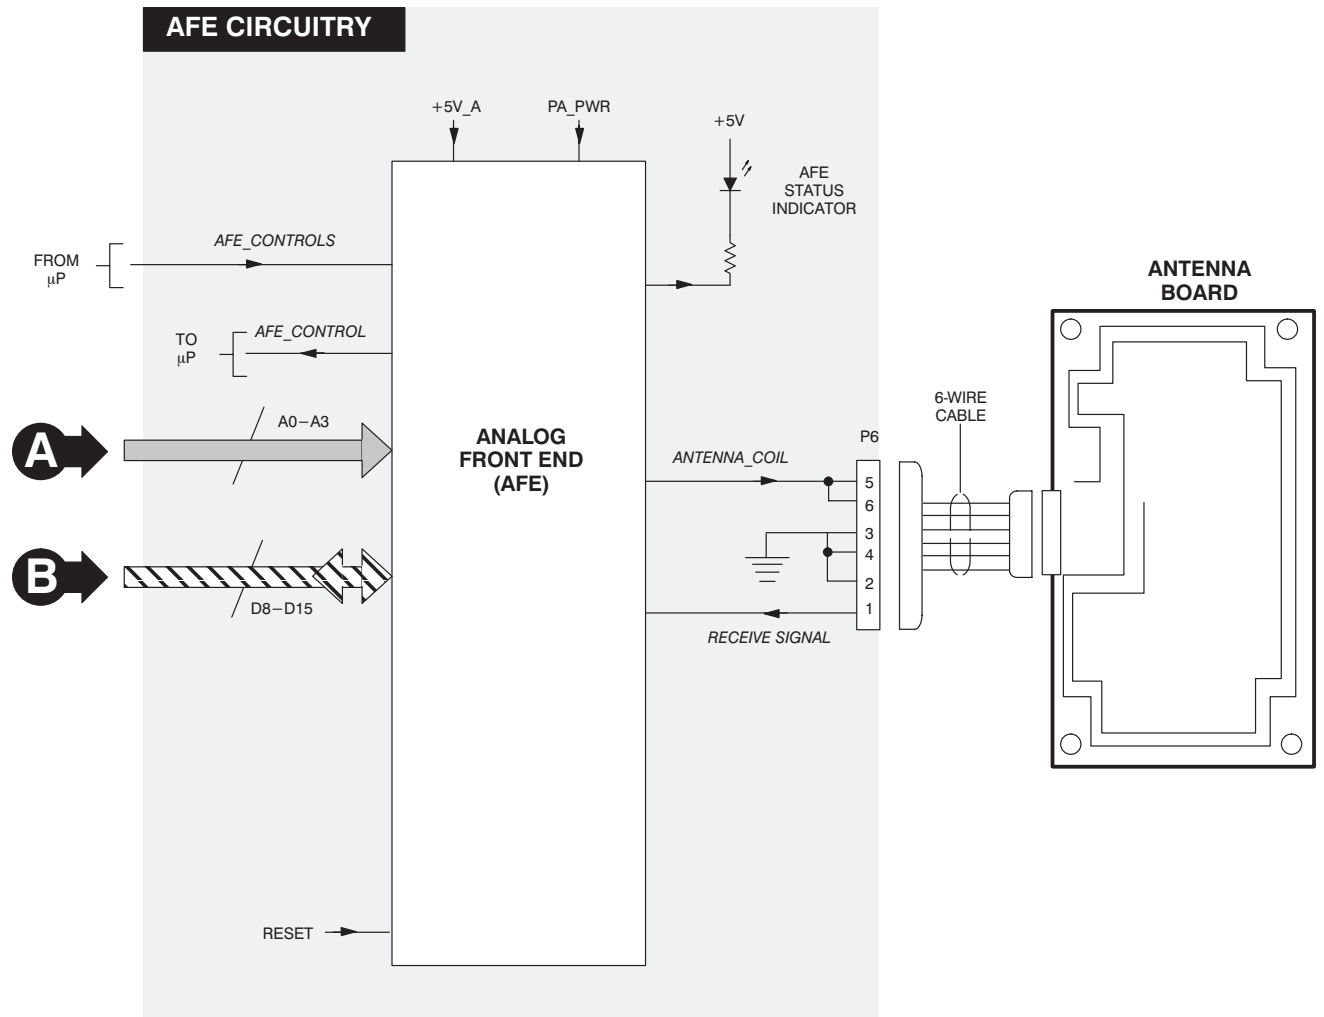 AFE CIRCUITRY
+5V_A
PA_PWR
+5V
AFE
STATUS
INDICATOR
FROM
µP
AFE_CONTROLS
TO
µP
AFE_CONTROL
A
A0–A3
B
D8–D15
ANALOG
FRONT END
(AFE)
ANTENNA_COIL
RECEIVE SIGNAL
P6
5
6
3
4
2
1
6-WIRE
CABLE
ANTENNA
BOARD
RESET